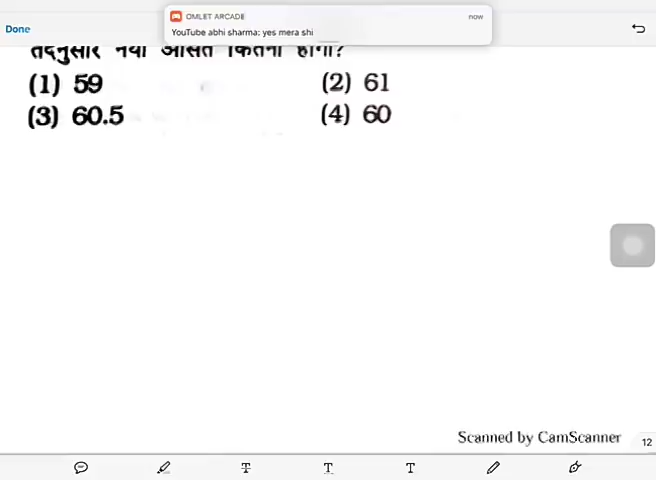 OMLET ARCADE now
Done
YouTube abhi sharma: yes mera shi
तद्नुसार नया औसत कितना होगा?
(1) 59 (2) 61
(3) 60.5 (4) 60
Scanned by CamScanner 12
T T T